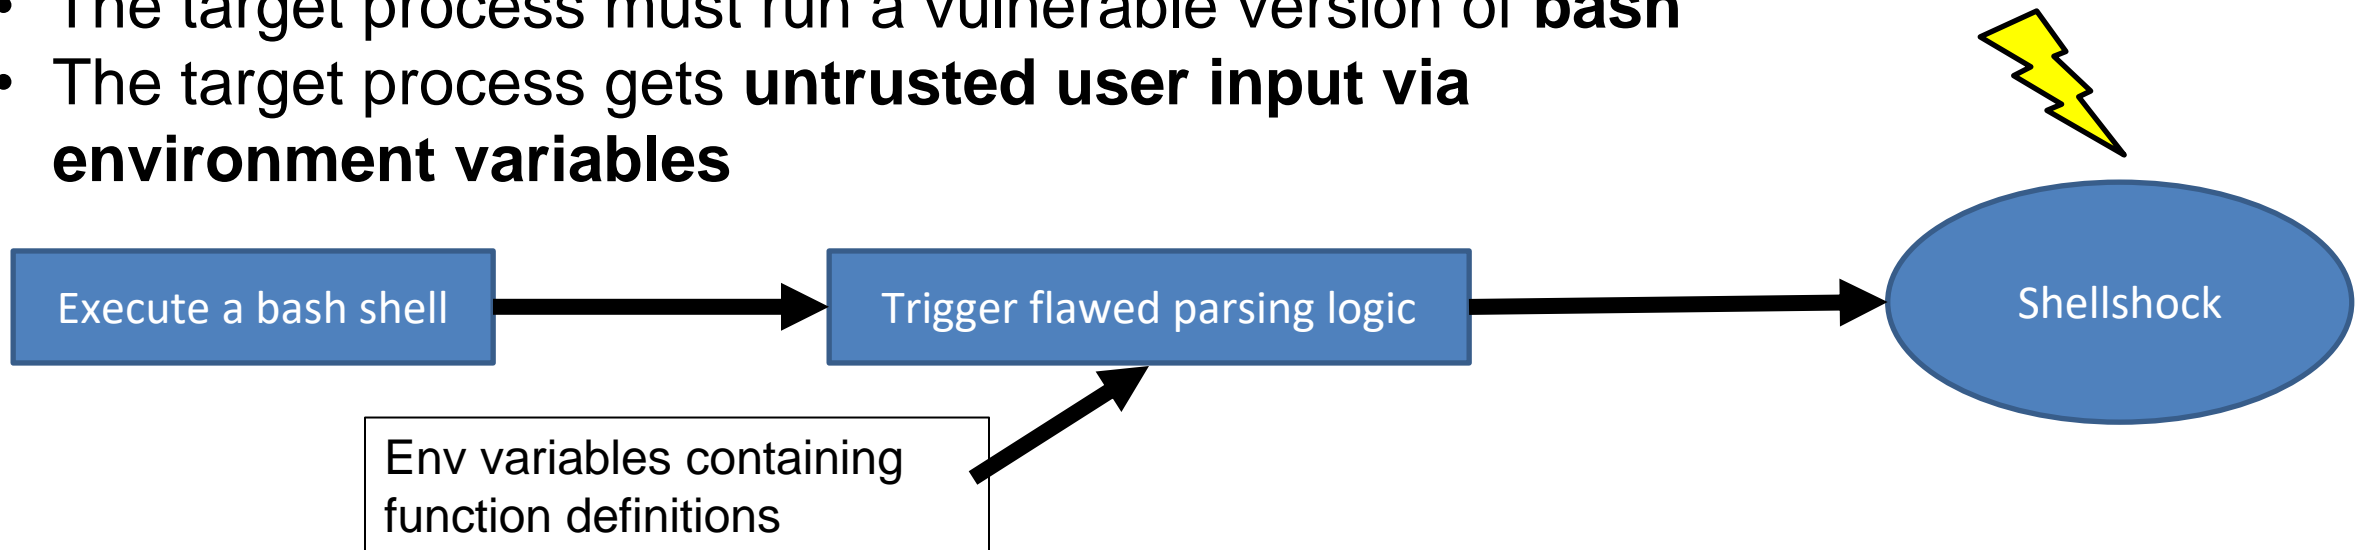 • The target process must run a vulnerable version of bash
• The target process gets untrusted user input via
environment variables
Execute a bash shell
Trigger flawed parsing logic
Shellshock
Env variables containing
function definitions